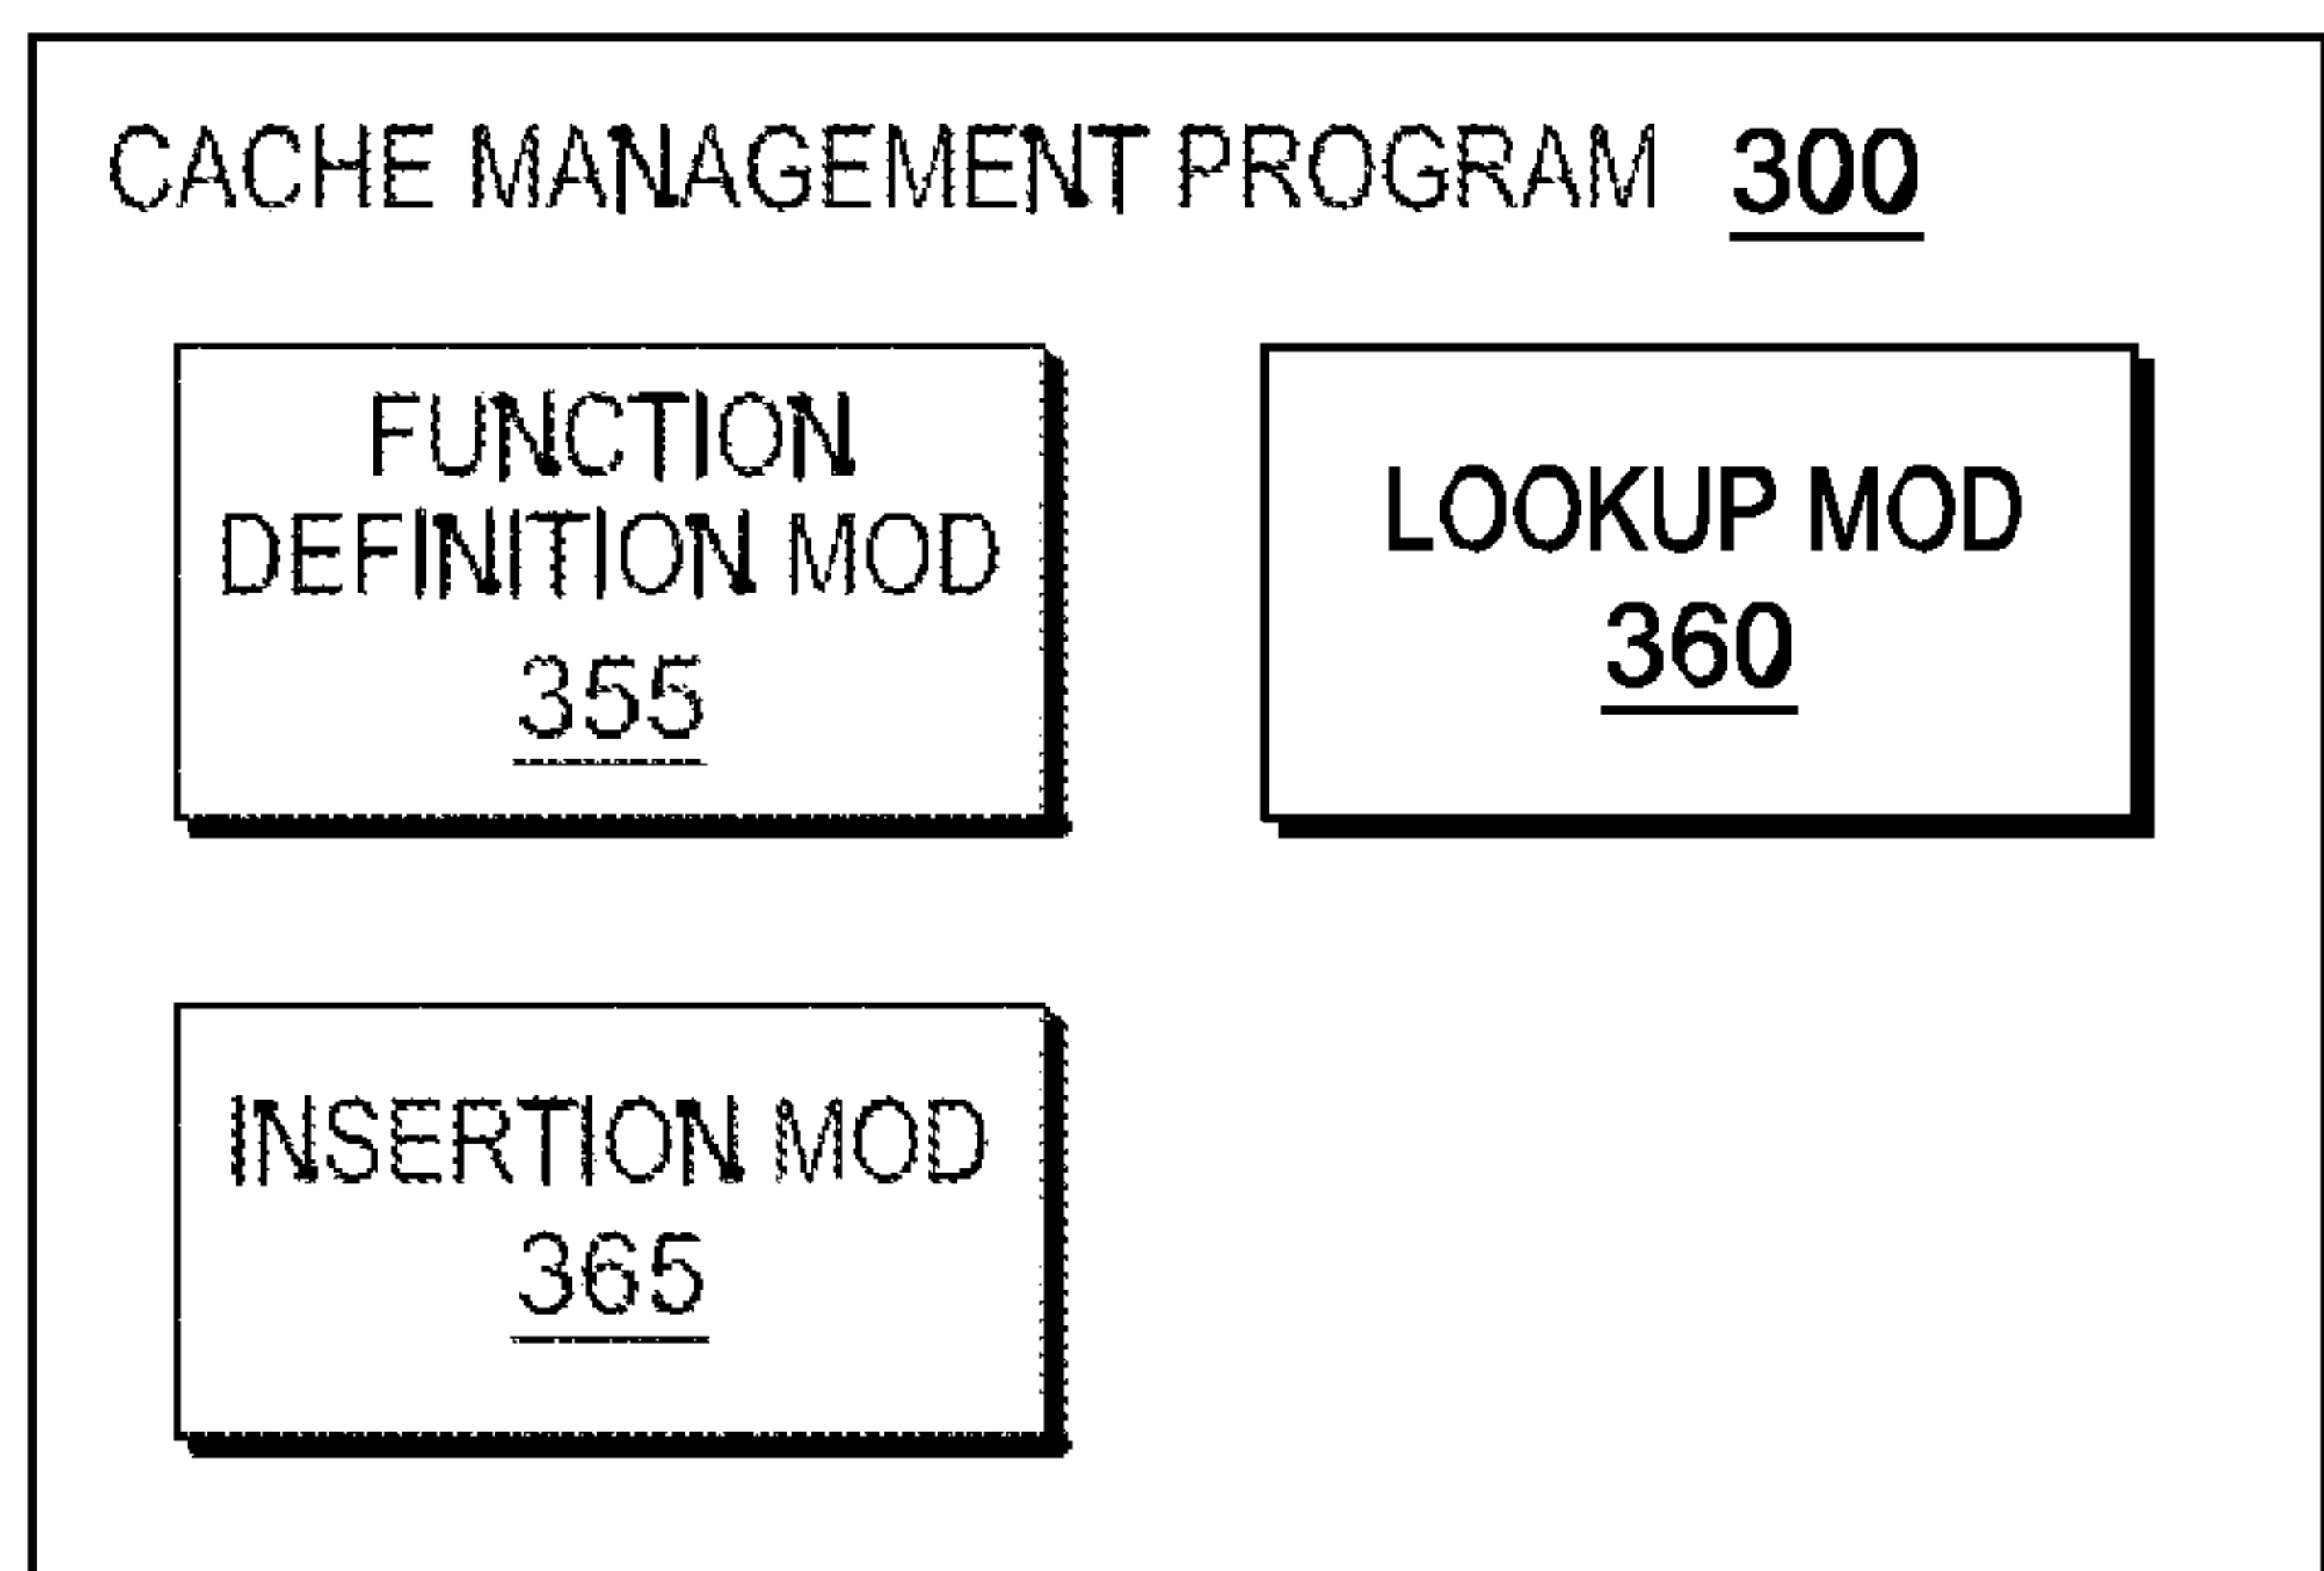 CACHE MANAGEMENT PROGRAM 300
FUNCTION
DEFINITION MOD
355
LOOKUP MOD
360
INSERTION MOD
365